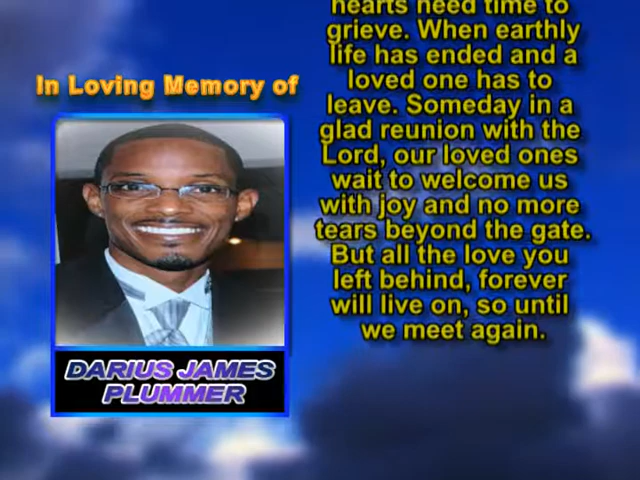 In Loving Memory of
DARIUS JAMES
PLUMMER
hearts need time to
grieve. When earthly
life has ended and a
loved one has to
leave. Someday in a
glad reunion with the
Lord, our loved ones
wait to welcome us
with joy and no more
tears beyond the gate.
But all the love you
left behind, forever
will live on, so until
we meet again.